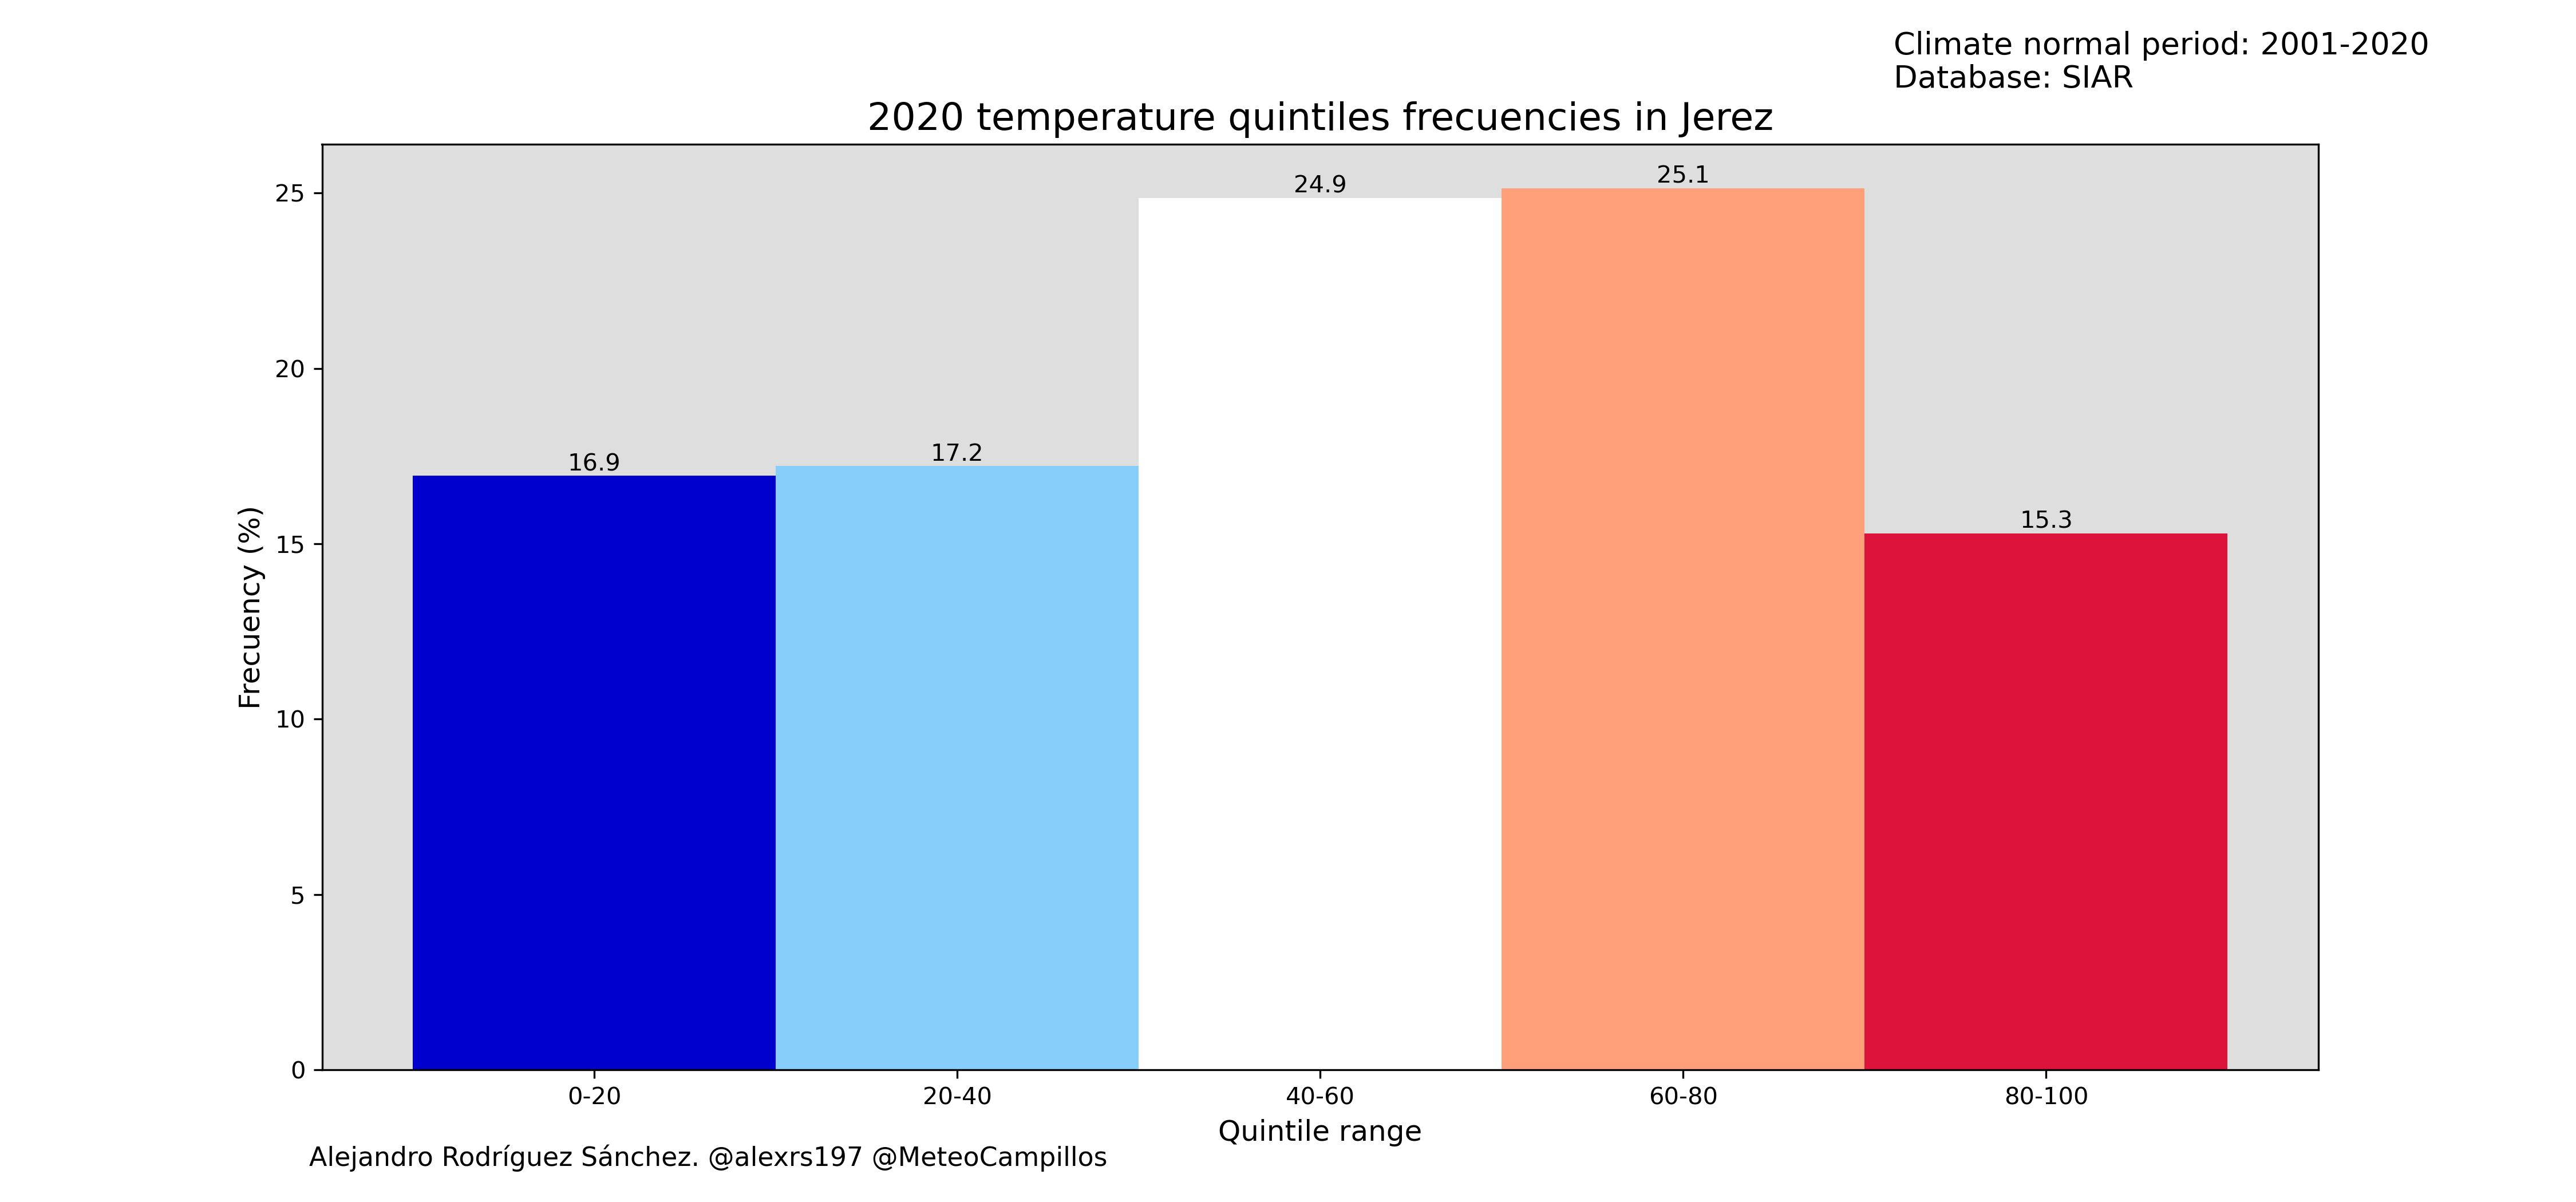 Climate normal period: 2001-2020
Database: SIAR
2020 temperature quintiles frecuencies in Jerez
Frecuency (%)
25
20
15
10
5
0
16.9
17.2
24.9
25.1
15.3
0-20
20-40
40-60
60-80
80-100
Quintile range
Alejandro Rodríguez Sánchez. @alexrs197 @MeteoCampillos